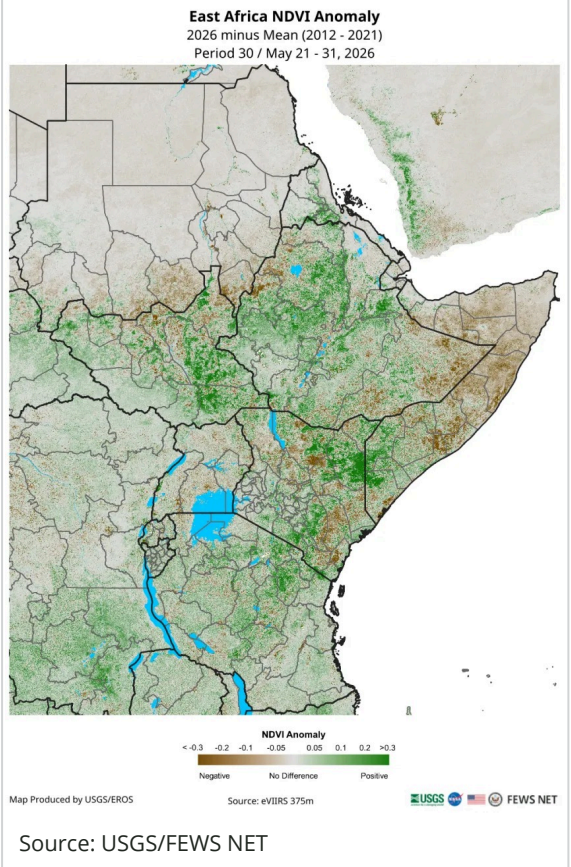 East Africa NDVI Anomaly
2026 minus Mean (2012 - 2021)
Period 30 / May 21 - 31, 2026
NDVI Anomaly
< -0.3 -0.2 -0.1 -0.05 0.05 0.1 0.2 >0.3
Negative No Difference Positive
Map Produced by USGS/EROS Source: eVIIRS 375m USGS NASA FEWS NET
Source: USGS/FEWS NET